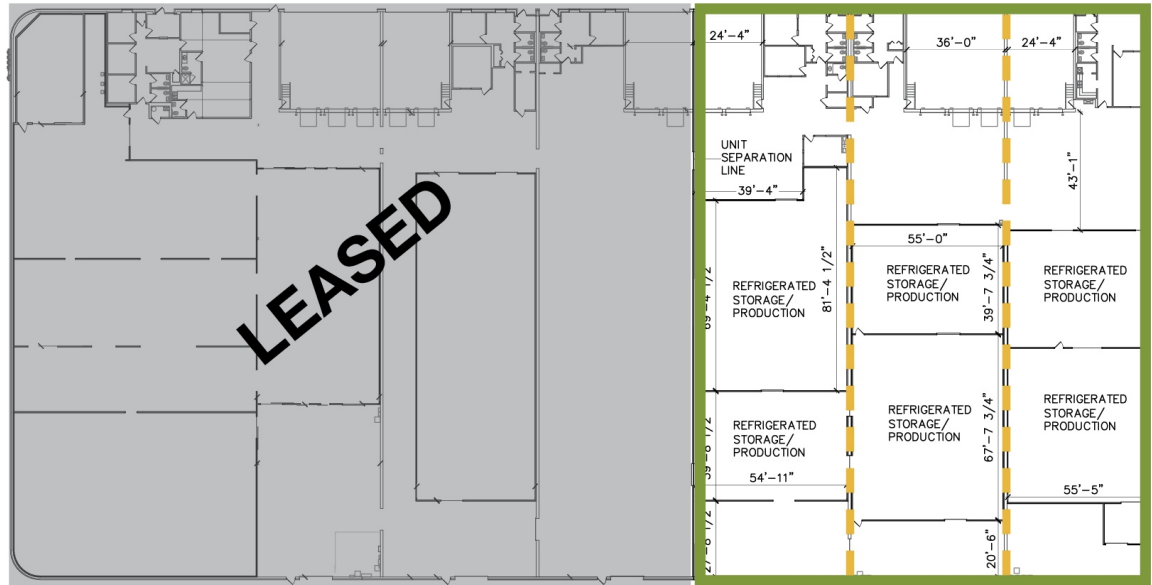 LEASED
24'-4"
36'-0"
24'-4"
UNIT
SEPARATION
LINE
39'-4"
43'-1"
55'-0"
81'-4 1/2"
REFRIGERATED
STORAGE/
PRODUCTION
REFRIGERATED
STORAGE/
PRODUCTION
39'-7 3/4"
REFRIGERATED
STORAGE/
PRODUCTION
REFRIGERATED
STORAGE/
PRODUCTION
54'-11"
REFRIGERATED
STORAGE/
PRODUCTION
67'-7 3/4"
REFRIGERATED
STORAGE/
PRODUCTION
55'-5"
20'-6"